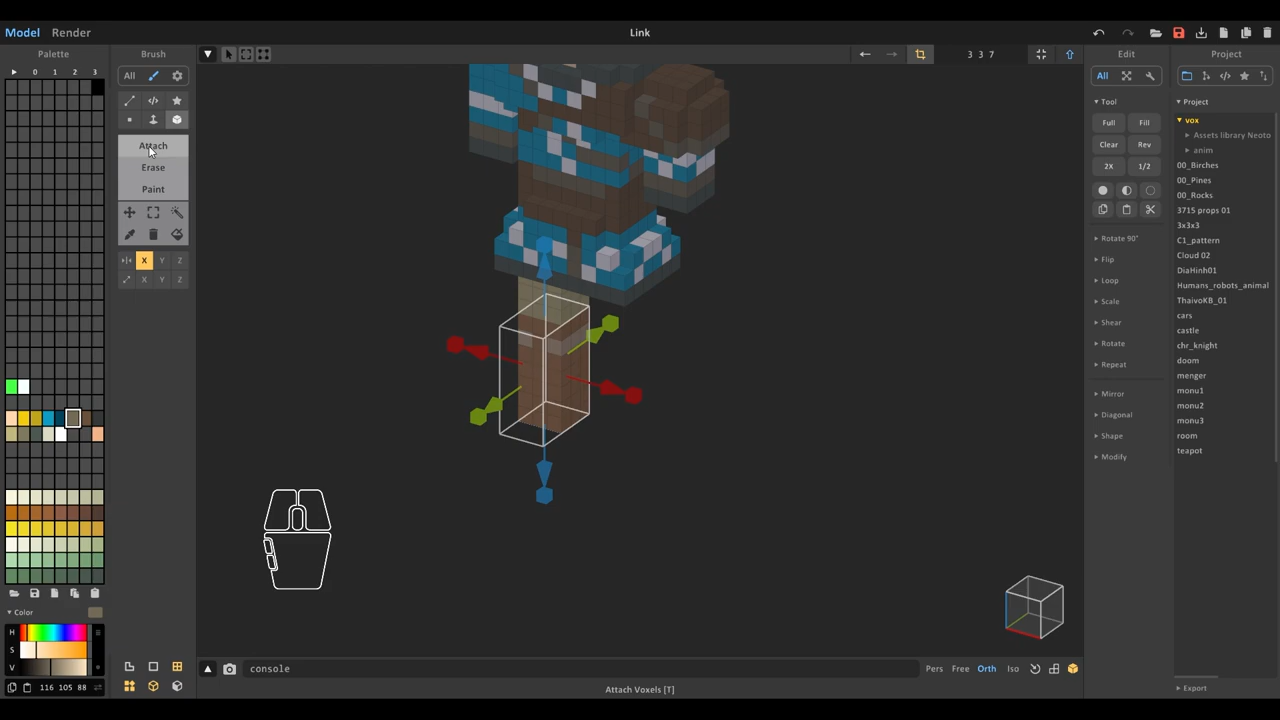 Model Render
Link
3 3 7
Palette
0 1 2 3
Color
H
S
V
116 105 88
Brush
All
Attach
Erase
Paint
X Y Z
X Y Z
console
Pers Free Orth Iso
Attach Voxels [T]
Edit
All
Tool
Full Fill
Clear Rev
2X 1/2
Rotate 90°
Flip
Loop
Scale
Shear
Rotate
Repeat
Mirror
Diagonal
Shape
Modify
Project
Project
vox
Assets library Neoto
anim
00_Birches
00_Pines
00_Rocks
3715 props 01
3x3x3
C1_pattern
Cloud 02
DiaHinh01
Humans_robots_animal
ThaivoKB_01
cars
castle
chr_knight
doom
menger
monu1
monu2
monu3
room
teapot
Export